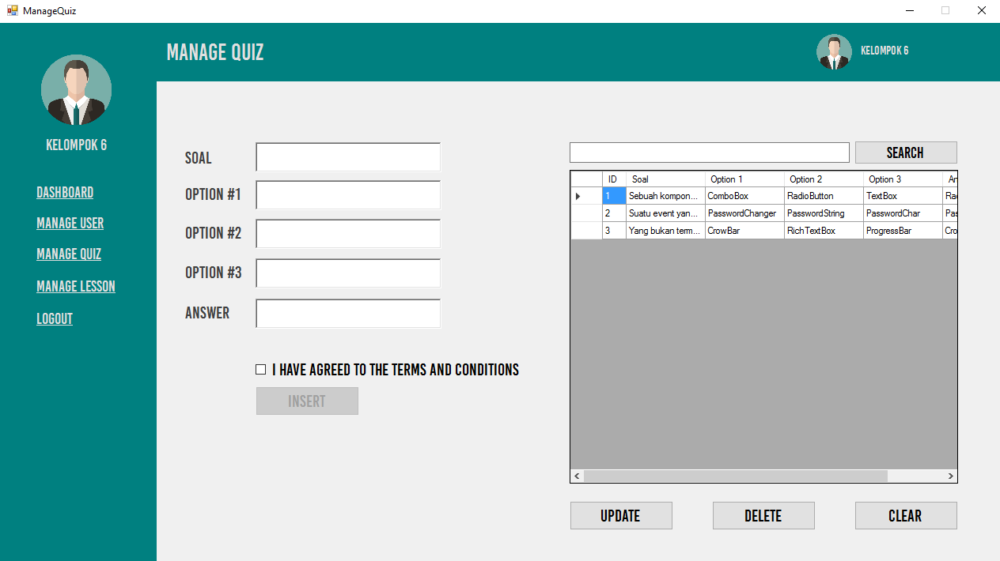 ManageQuiz
MANAGE QUIZ
KELOMPOK 6
KELOMPOK 6
DASHBOARD
MANAGE USER
MANAGE QUIZ
MANAGE LESSON
LOGOUT
SOAL
OPTION #1
OPTION #2
OPTION #3
ANSWER
I HAVE AGREED TO THE TERMS AND CONDITIONS
INSERT
SEARCH
ID Soal Option 1 Option 2 Option 3 An
1 Sebuah kompon... ComboBox RadioButton TextBox Rac
2 Suatu event yan... PasswordChanger PasswordString PasswordChar Pas
3 Yang bukan term... CrowBar RichTextBox ProgressBar Cro
UPDATE DELETE CLEAR